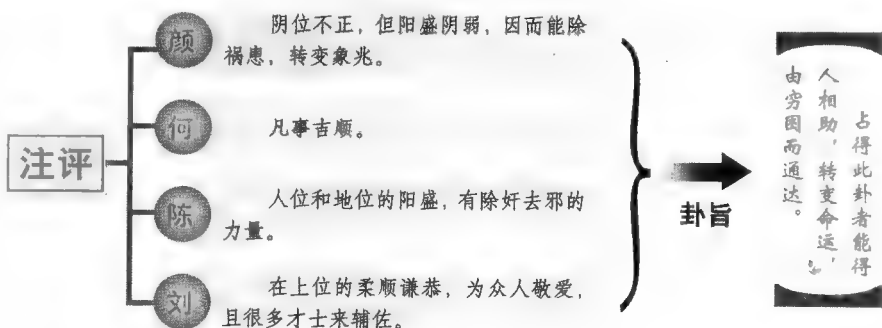 注评
颜
阴位不正，但阳盛阴弱，因而能除
祸患，转变象兆。
何
凡事吉顺。
陈
人位和地位的阳盛，有除奸去邪的
力量。
刘
在上位的柔顺谦恭，为众人敬爱，
且很多才士来辅佐。
卦旨
占得此卦者能得
人相助，转变命运，
由穷困而通达。